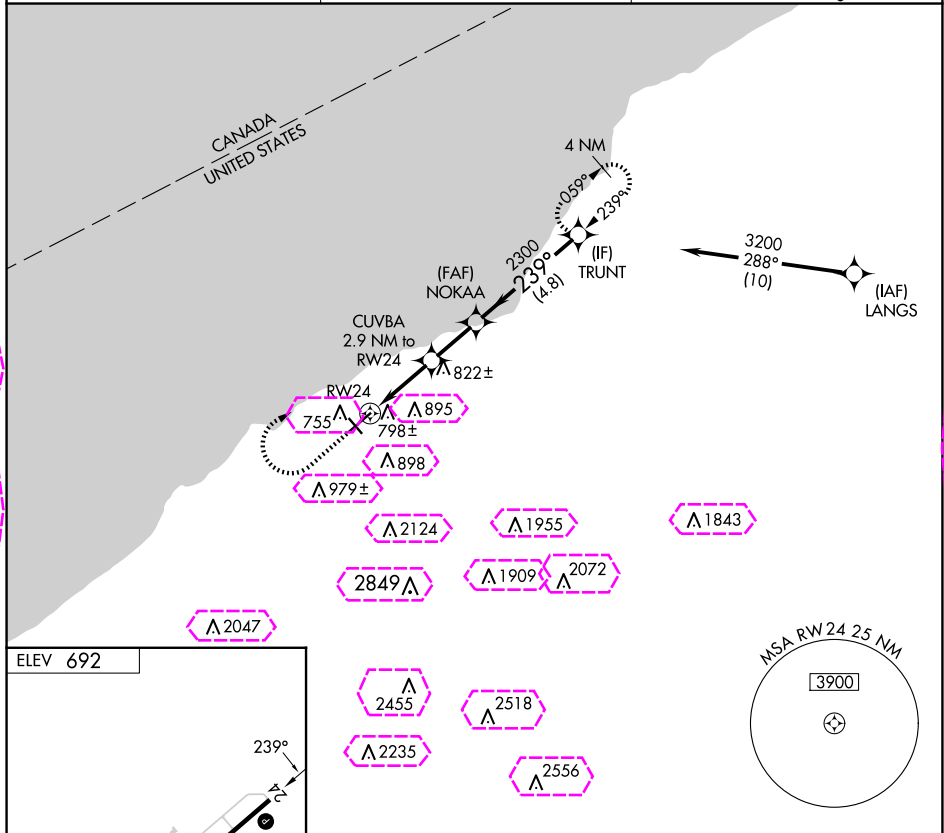 CANADA
UNITED STATES
4 NM
059°
239°
2300
239°
(4.8)
(IF)
TRUNT
3200
288°
(10)
(IAF)
LANGS
(FAF)
NOKAA
CUVBA
2.9 NM to
RW24
822±
RW24
755
798±
895
898
979±
2124
1955
1843
2849
1909
2072
2047
MSA RW24 25 NM
3900
ELEV 692
2455
2518
2235
2556
239°
24
P